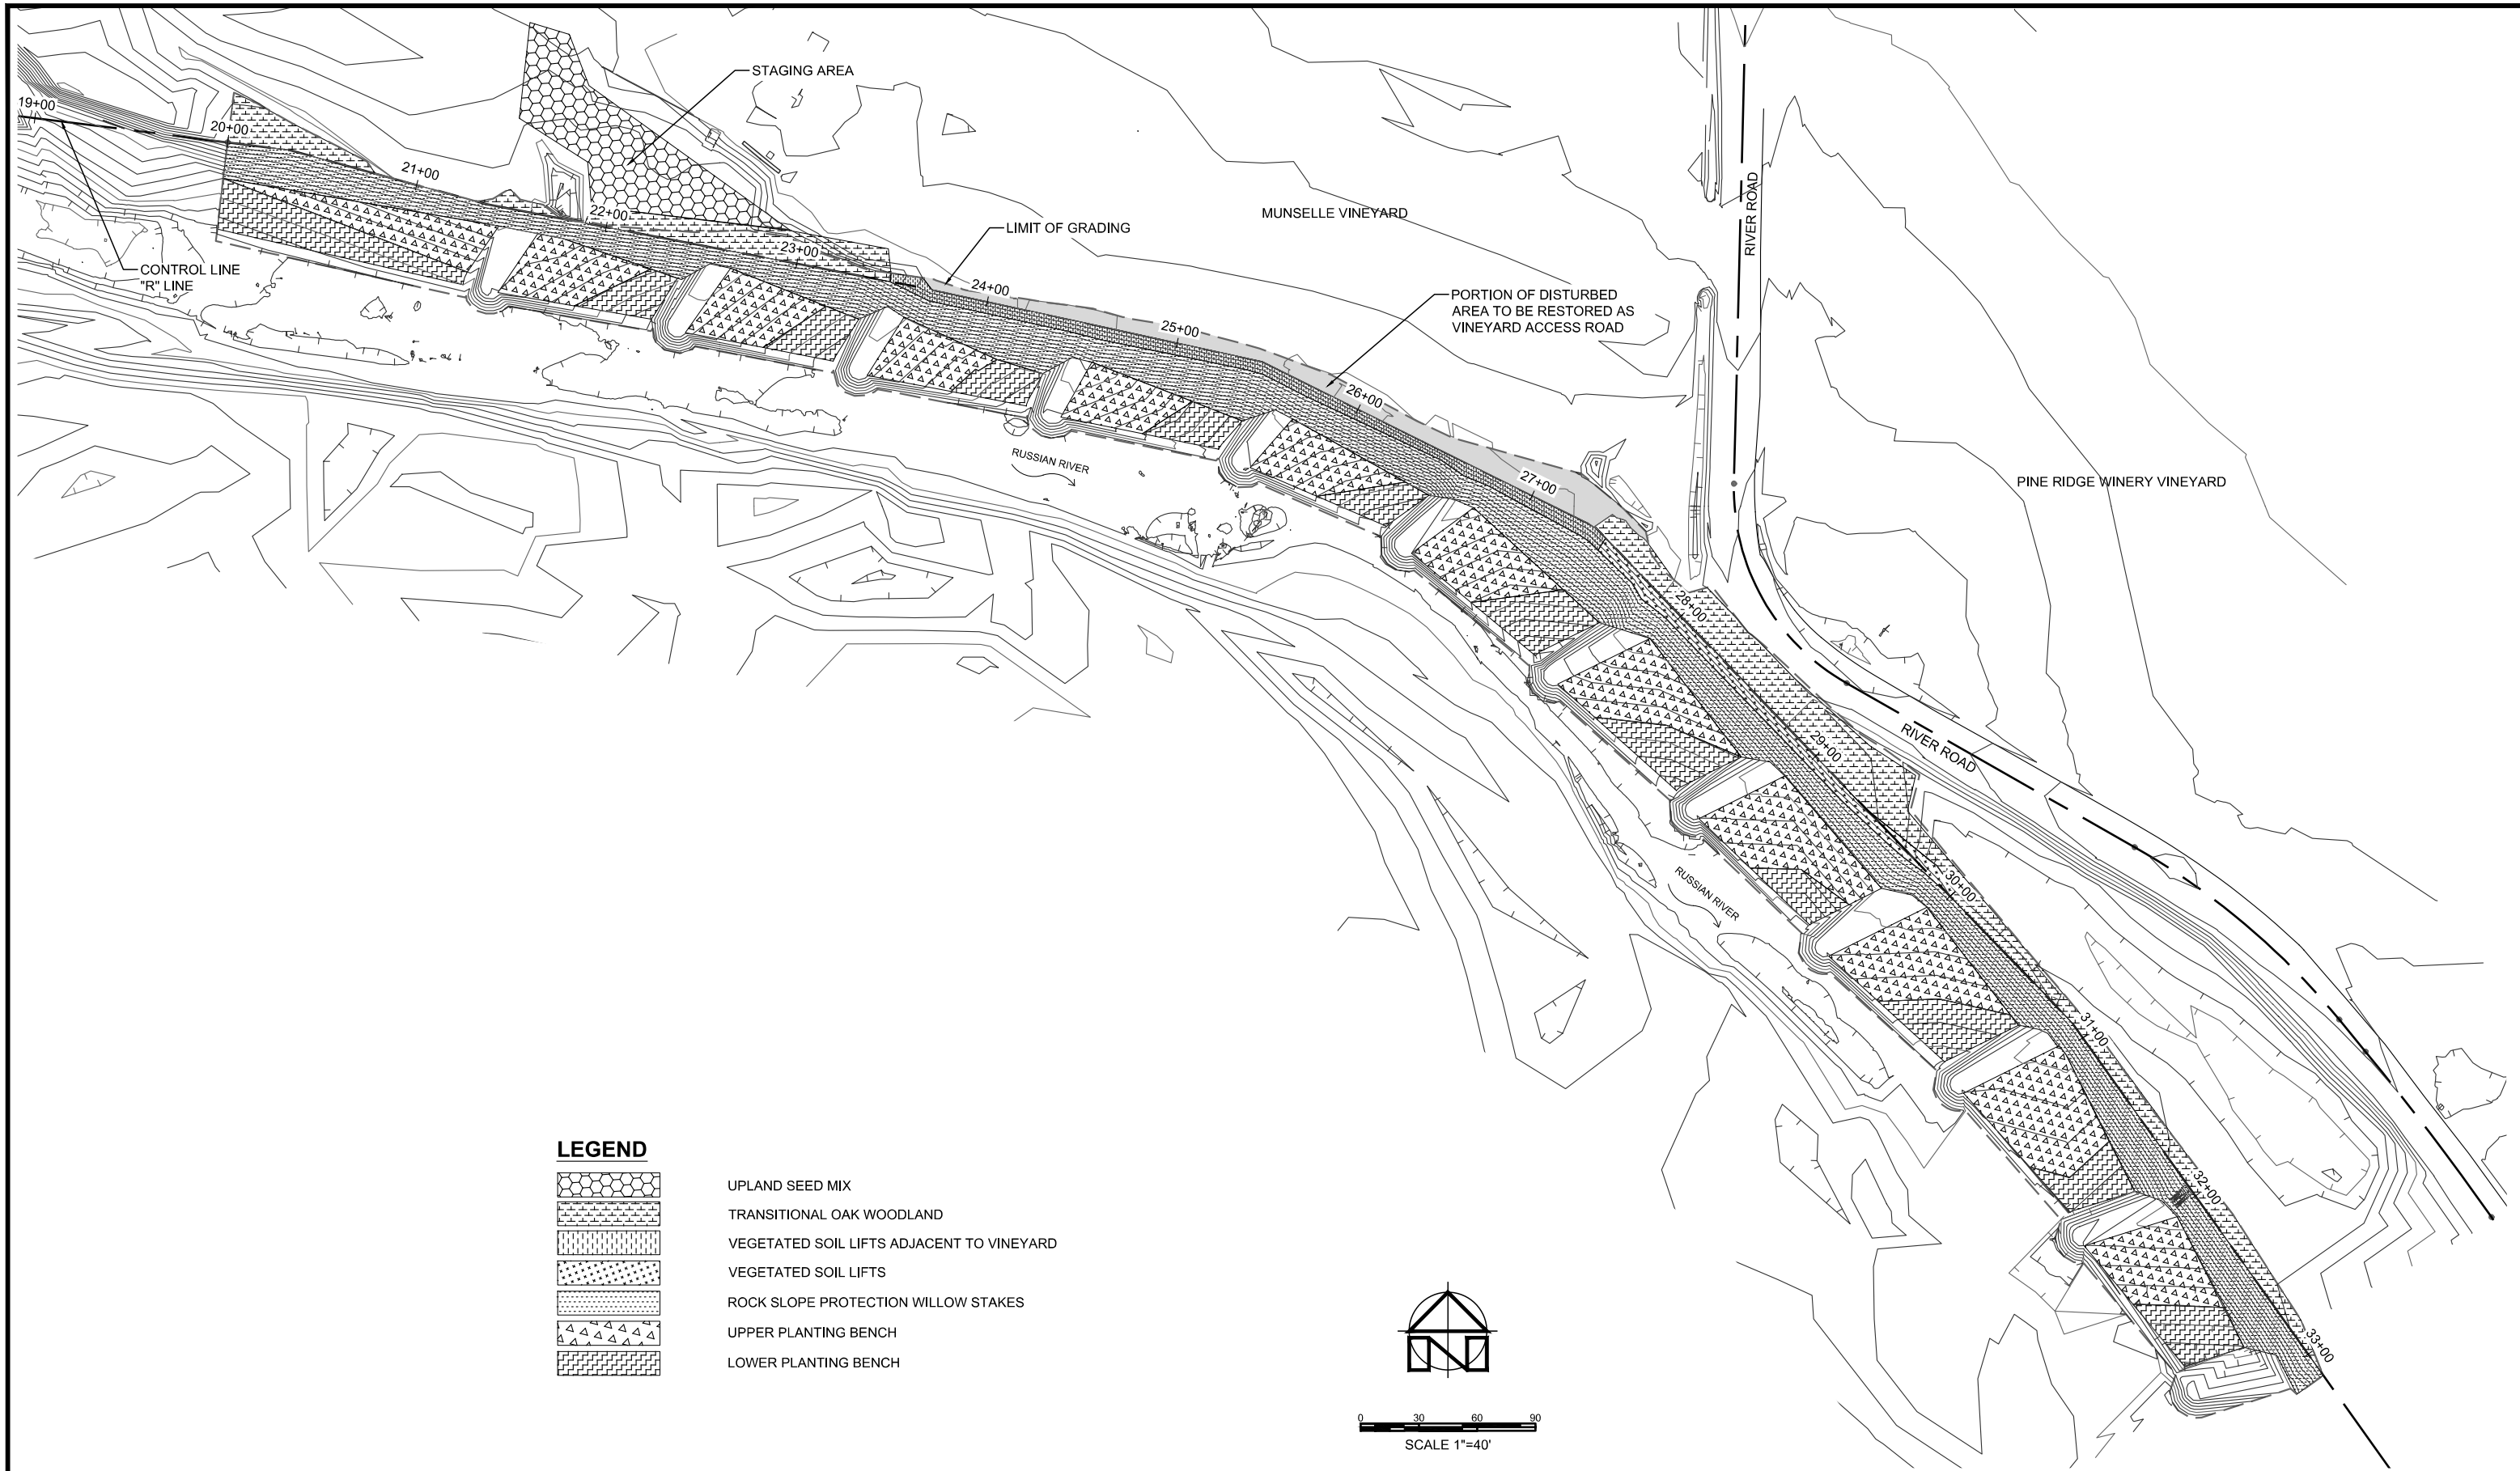 STAGING AREA
19+00
20+00
21+00
22+00
23+00
24+00
25+00
26+00
27+00
28+00
29+00
30+00
31+00
32+00
33+00
CONTROL LINE
"R" LINE
LIMIT OF GRADING
MUNSELLE VINEYARD
RIVER ROAD
PORTION OF DISTURBED
AREA TO BE RESTORED AS
VINEYARD ACCESS ROAD
RUSSIAN RIVER
PINE RIDGE WINERY VINEYARD
RIVER ROAD
RUSSIAN RIVER
LEGEND
UPLAND SEED MIX
TRANSITIONAL OAK WOODLAND
VEGETATED SOIL LIFTS ADJACENT TO VINEYARD
VEGETATED SOIL LIFTS
ROCK SLOPE PROTECTION WILLOW STAKES
UPPER PLANTING BENCH
LOWER PLANTING BENCH
N
0 30 60 90
SCALE 1"=40'